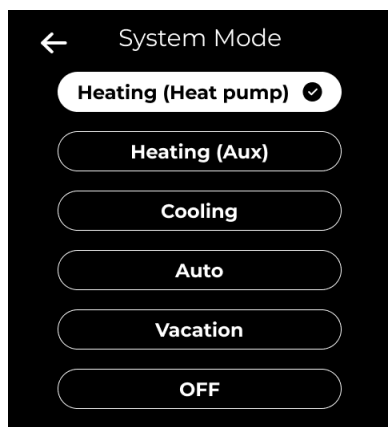 System Mode
Heating (Heat pump)
Heating (Aux)
Cooling
Auto
Vacation
OFF